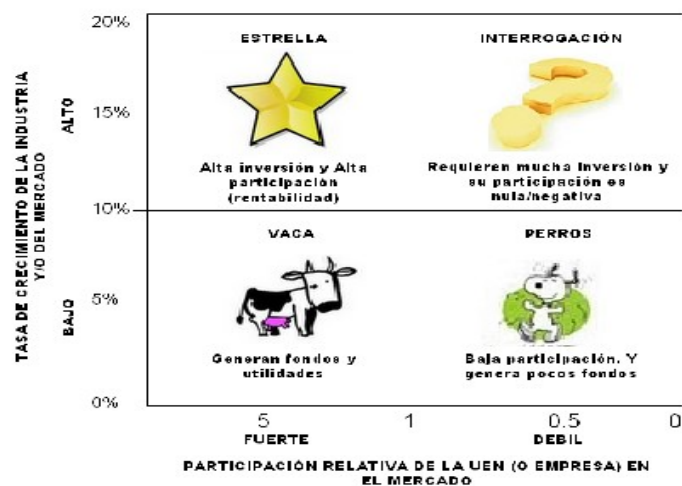 ESTRELLA
INTERROGACIÓN
Alta inversión y Alta
participación
(rentabilidad)
Requieren mucha inversión y
su participación es
nula/negativa
VACA
PERROS
Generan fondos y
utilidades
Baja participación. Y
genera pocos fondos
TASA DE CRECIMIENTO DE LA INDUSTRIA
Y/O DEL MERCADO
ALTO
BAJO
20%
15%
10%
5%
0%
5
1
0.5
0
FUERTE
DEBIL
PARTICIPACIÓN RELATIVA DE LA UEN (O EMPRESA) EN
EL MERCADO